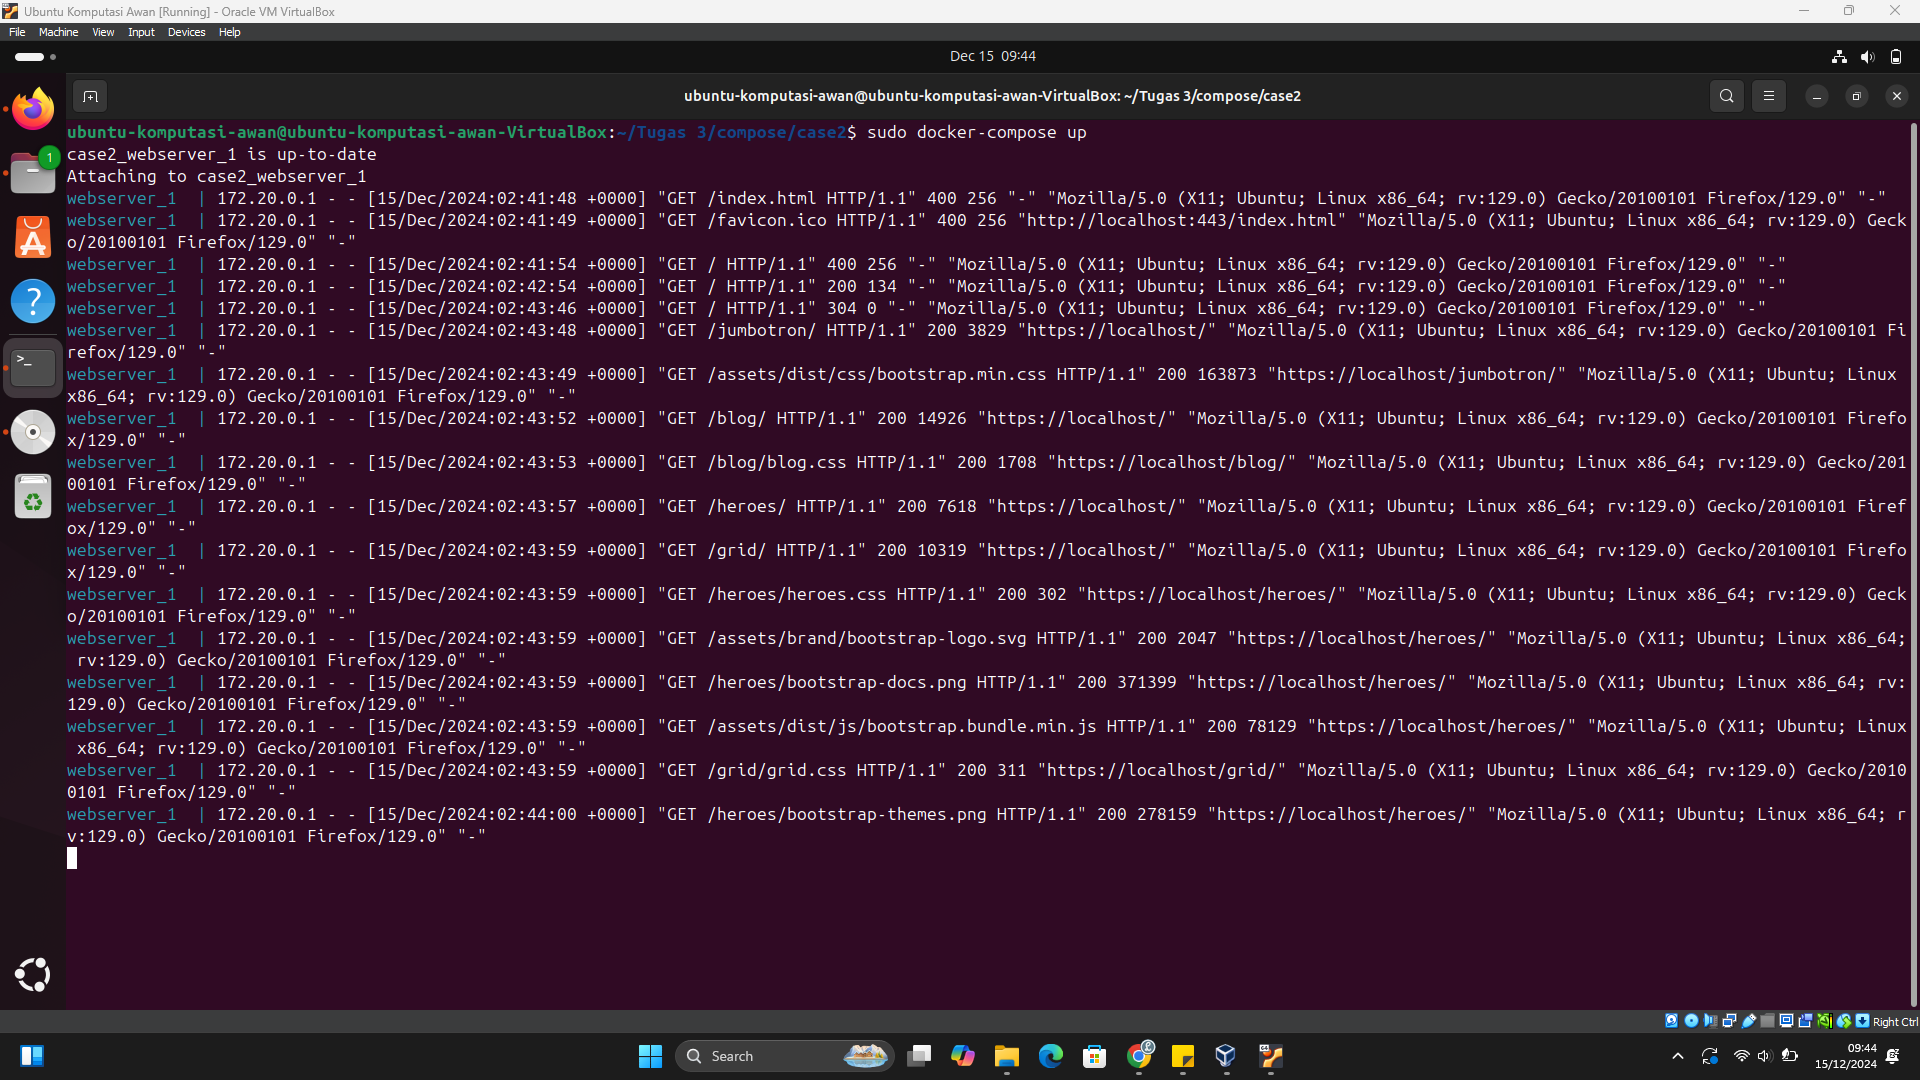 Ubuntu Komputasi Awan [Running] - Oracle VM VirtualBox
File Machine View Input Devices Help
Dec 15 09:44
ubuntu-komputasi-awan@ubuntu-komputasi-awan-VirtualBox: ~/Tugas 3/compose/case2
ubuntu-komputasi-awan@ubuntu-komputasi-awan-VirtualBox:~/Tugas 3/compose/case2$ sudo docker-compose up
case2_webserver_1 is up-to-date
Attaching to case2_webserver_1
webserver_1  | 172.20.0.1 - - [15/Dec/2024:02:41:48 +0000] "GET /index.html HTTP/1.1" 400 256 "-" "Mozilla/5.0 (X11; Ubuntu; Linux x86_64; rv:129.0) Gecko/20100101 Firefox/129.0" "-"
webserver_1  | 172.20.0.1 - - [15/Dec/2024:02:41:49 +0000] "GET /favicon.ico HTTP/1.1" 400 256 "http://localhost:443/index.html" "Mozilla/5.0 (X11; Ubuntu; Linux x86_64; rv:129.0) Geck
o/20100101 Firefox/129.0" "-"
webserver_1  | 172.20.0.1 - - [15/Dec/2024:02:41:54 +0000] "GET / HTTP/1.1" 400 256 "-" "Mozilla/5.0 (X11; Ubuntu; Linux x86_64; rv:129.0) Gecko/20100101 Firefox/129.0" "-"
webserver_1  | 172.20.0.1 - - [15/Dec/2024:02:42:54 +0000] "GET / HTTP/1.1" 200 134 "-" "Mozilla/5.0 (X11; Ubuntu; Linux x86_64; rv:129.0) Gecko/20100101 Firefox/129.0" "-"
webserver_1  | 172.20.0.1 - - [15/Dec/2024:02:43:46 +0000] "GET / HTTP/1.1" 304 0 "-" "Mozilla/5.0 (X11; Ubuntu; Linux x86_64; rv:129.0) Gecko/20100101 Firefox/129.0" "-"
webserver_1  | 172.20.0.1 - - [15/Dec/2024:02:43:48 +0000] "GET /jumbotron/ HTTP/1.1" 200 3829 "https://localhost/" "Mozilla/5.0 (X11; Ubuntu; Linux x86_64; rv:129.0) Gecko/20100101 Fi
refox/129.0" "-"
webserver_1  | 172.20.0.1 - - [15/Dec/2024:02:43:49 +0000] "GET /assets/dist/css/bootstrap.min.css HTTP/1.1" 200 163873 "https://localhost/jumbotron/" "Mozilla/5.0 (X11; Ubuntu; Linux
x86_64; rv:129.0) Gecko/20100101 Firefox/129.0" "-"
webserver_1  | 172.20.0.1 - - [15/Dec/2024:02:43:52 +0000] "GET /blog/ HTTP/1.1" 200 14926 "https://localhost/" "Mozilla/5.0 (X11; Ubuntu; Linux x86_64; rv:129.0) Gecko/20100101 Firefo
x/129.0" "-"
webserver_1  | 172.20.0.1 - - [15/Dec/2024:02:43:53 +0000] "GET /blog/blog.css HTTP/1.1" 200 1708 "https://localhost/blog/" "Mozilla/5.0 (X11; Ubuntu; Linux x86_64; rv:129.0) Gecko/201
00101 Firefox/129.0" "-"
webserver_1  | 172.20.0.1 - - [15/Dec/2024:02:43:57 +0000] "GET /heroes/ HTTP/1.1" 200 7618 "https://localhost/" "Mozilla/5.0 (X11; Ubuntu; Linux x86_64; rv:129.0) Gecko/20100101 Firef
ox/129.0" "-"
webserver_1  | 172.20.0.1 - - [15/Dec/2024:02:43:59 +0000] "GET /grid/ HTTP/1.1" 200 10319 "https://localhost/" "Mozilla/5.0 (X11; Ubuntu; Linux x86_64; rv:129.0) Gecko/20100101 Firefo
x/129.0" "-"
webserver_1  | 172.20.0.1 - - [15/Dec/2024:02:43:59 +0000] "GET /heroes/heroes.css HTTP/1.1" 200 302 "https://localhost/heroes/" "Mozilla/5.0 (X11; Ubuntu; Linux x86_64; rv:129.0) Geck
o/20100101 Firefox/129.0" "-"
webserver_1  | 172.20.0.1 - - [15/Dec/2024:02:43:59 +0000] "GET /assets/brand/bootstrap-logo.svg HTTP/1.1" 200 2047 "https://localhost/heroes/" "Mozilla/5.0 (X11; Ubuntu; Linux x86_64;
rv:129.0) Gecko/20100101 Firefox/129.0" "-"
webserver_1  | 172.20.0.1 - - [15/Dec/2024:02:43:59 +0000] "GET /heroes/bootstrap-docs.png HTTP/1.1" 200 371399 "https://localhost/heroes/" "Mozilla/5.0 (X11; Ubuntu; Linux x86_64; rv:
129.0) Gecko/20100101 Firefox/129.0" "-"
webserver_1  | 172.20.0.1 - - [15/Dec/2024:02:43:59 +0000] "GET /assets/dist/js/bootstrap.bundle.min.js HTTP/1.1" 200 78129 "https://localhost/heroes/" "Mozilla/5.0 (X11; Ubuntu; Linux
x86_64; rv:129.0) Gecko/20100101 Firefox/129.0" "-"
webserver_1  | 172.20.0.1 - - [15/Dec/2024:02:43:59 +0000] "GET /grid/grid.css HTTP/1.1" 200 311 "https://localhost/grid/" "Mozilla/5.0 (X11; Ubuntu; Linux x86_64; rv:129.0) Gecko/2010
0101 Firefox/129.0" "-"
webserver_1  | 172.20.0.1 - - [15/Dec/2024:02:44:00 +0000] "GET /heroes/bootstrap-themes.png HTTP/1.1" 200 278159 "https://localhost/heroes/" "Mozilla/5.0 (X11; Ubuntu; Linux x86_64; r
v:129.0) Gecko/20100101 Firefox/129.0" "-"
1
Right Ctrl
Search
09:44
15/12/2024